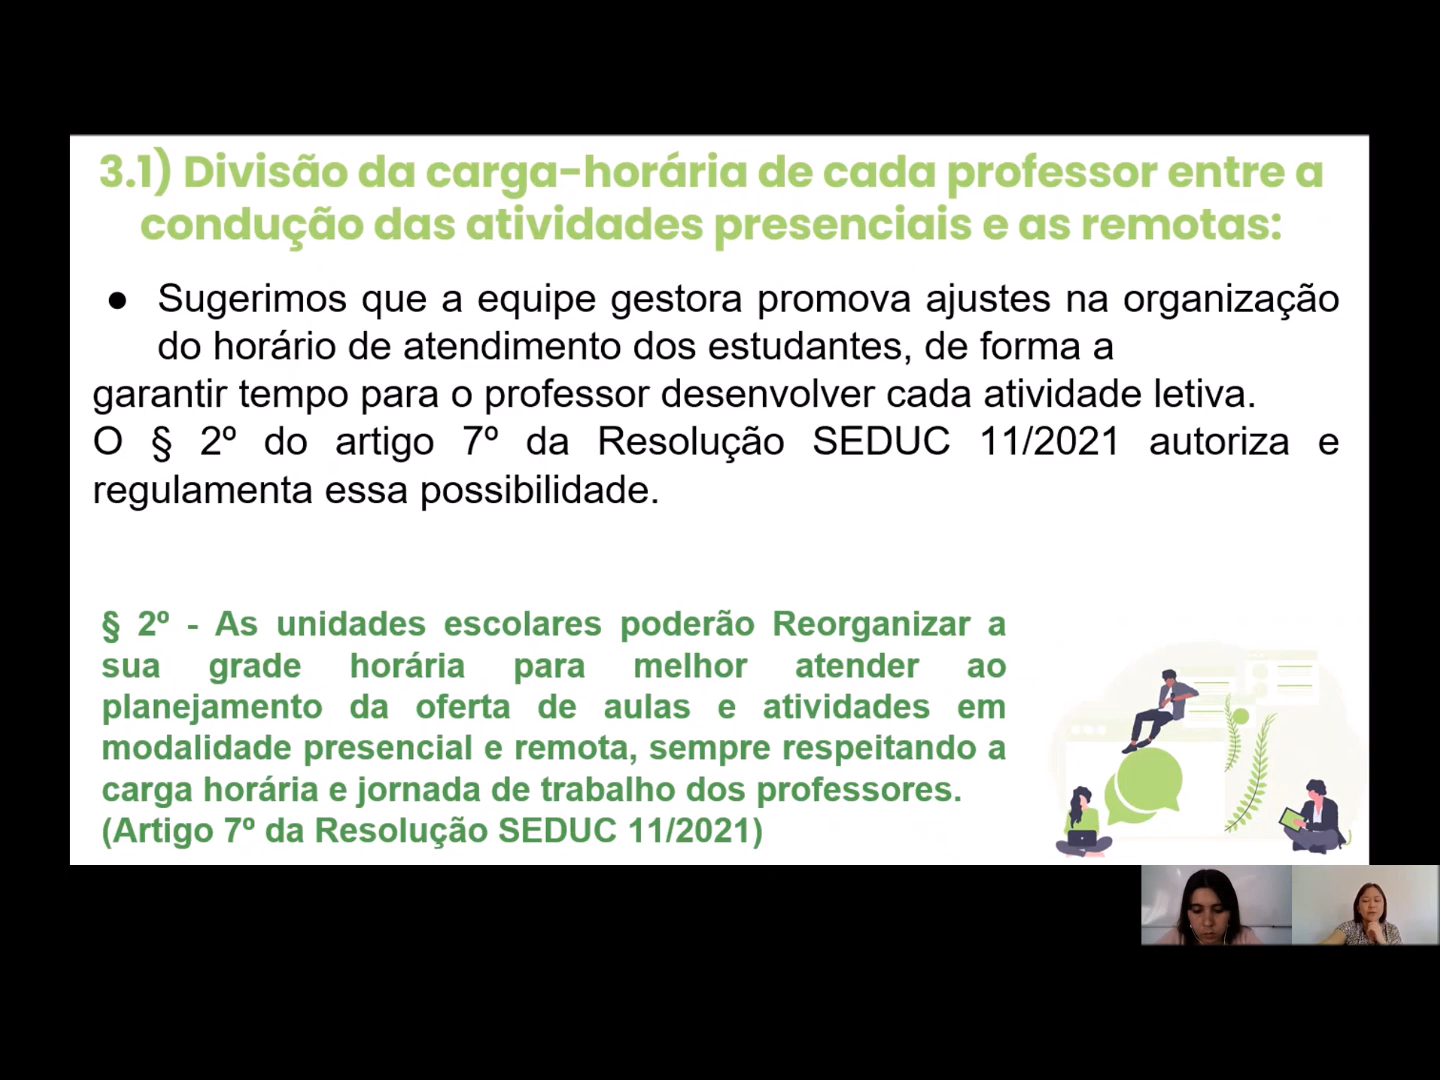 3.1) Divisão da carga-horária de cada professor entre a
condução das atividades presenciais e as remotas:
● Sugerimos que a equipe gestora promova ajustes na organização
do horário de atendimento dos estudantes, de forma a
garantir tempo para o professor desenvolver cada atividade letiva.
O § 2º do artigo 7º da Resolução SEDUC 11/2021 autoriza e
regulamenta essa possibilidade.
§ 2º - As unidades escolares poderão Reorganizar a
sua grade horária para melhor atender ao
planejamento da oferta de aulas e atividades em
modalidade presencial e remota, sempre respeitando a
carga horária e jornada de trabalho dos professores.
(Artigo 7º da Resolução SEDUC 11/2021)